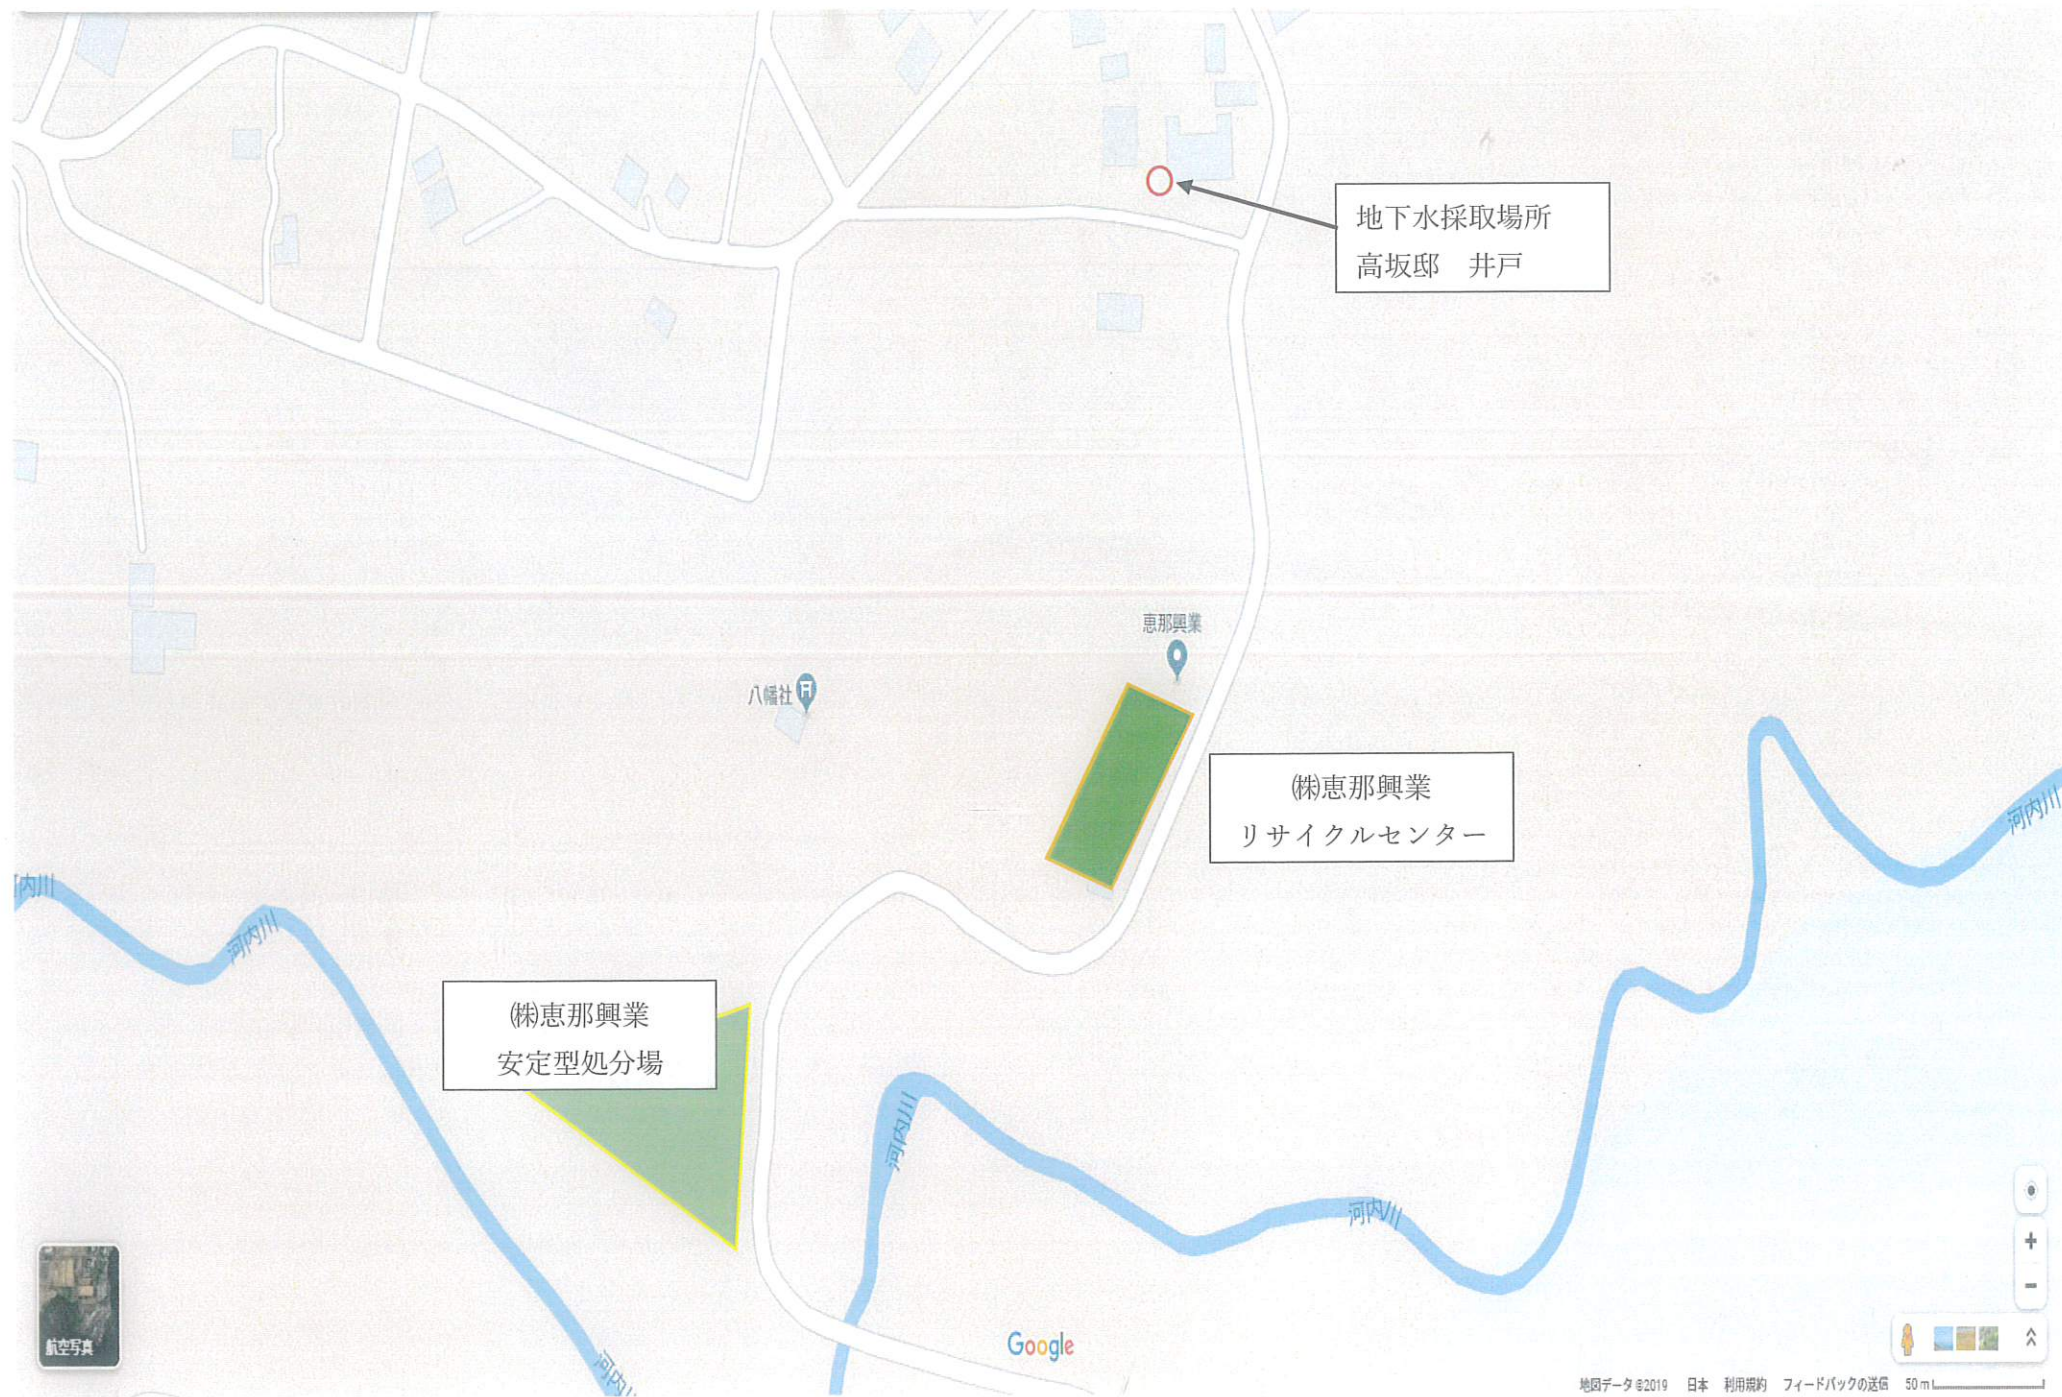 地下水採取場所
高坂邸　井戸
恵那興業
八幡社
㈱恵那興業
リサイクルセンター
河内川
内川
河内川
㈱恵那興業
安定型処分場
河内川
河内川
河内川
航空写真
Google
地図データ ©2019　日本　利用規約　フィードバックの送信　50 m